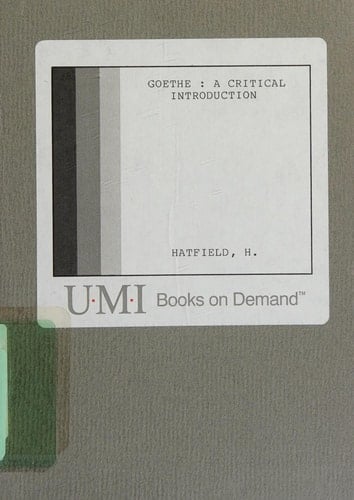 GOETHE : A CRITICAL
INTRODUCTION
HATFIELD, H.
U·M·I Books on Demand™